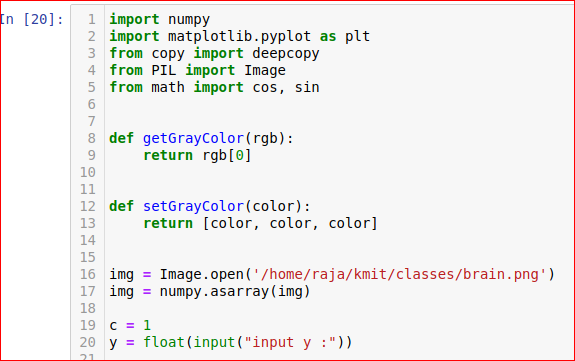 In [20]:
1 import numpy
2 import matplotlib.pyplot as plt
3 from copy import deepcopy
4 from PIL import Image
5 from math import cos, sin
6
7
8 def getGrayColor(rgb):
9     return rgb[0]
10
11
12 def setGrayColor(color):
13     return [color, color, color]
14
15
16 img = Image.open('/home/raja/kmit/classes/brain.png')
17 img = numpy.asarray(img)
18
19 c = 1
20 y = float(input("input y :"))
21